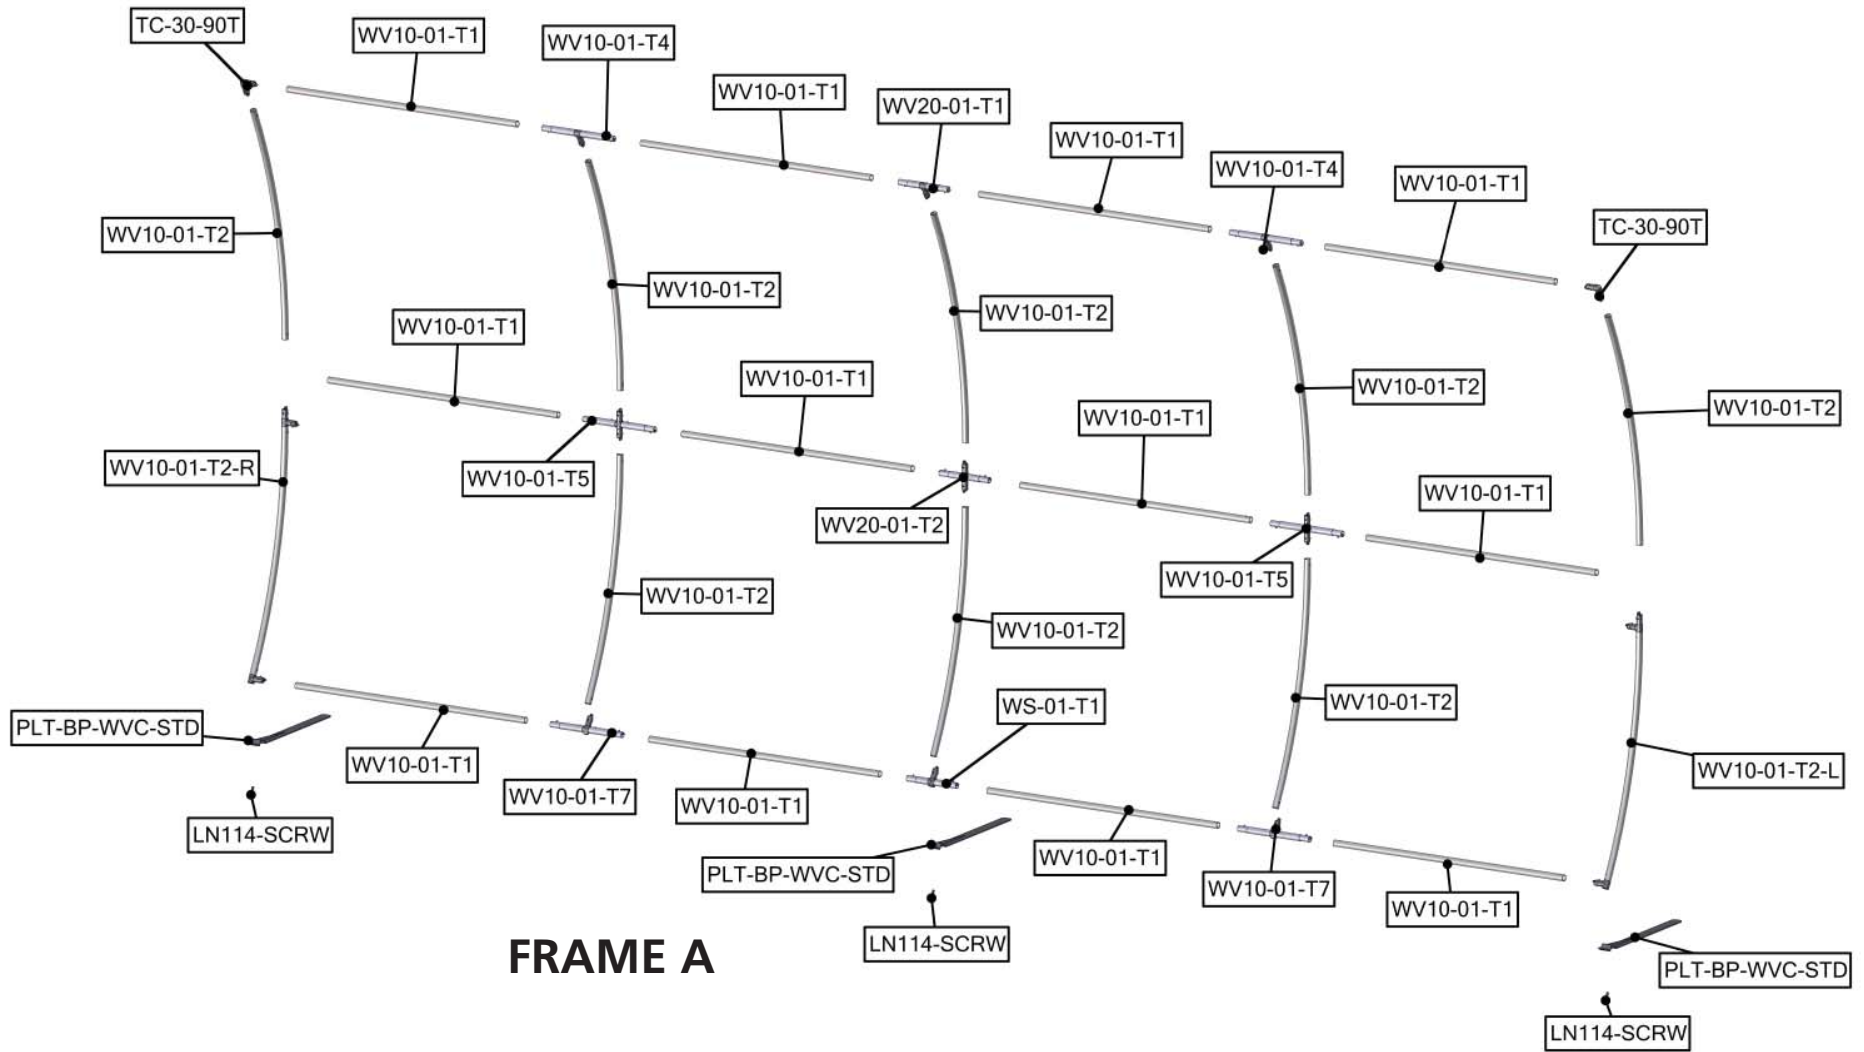 TC-30-90T
WV10-01-T1
WV10-01-T4
WV10-01-T1
WV20-01-T1
WV10-01-T1
WV10-01-T4
WV10-01-T1
TC-30-90T
WV10-01-T2
WV10-01-T2
WV10-01-T2
WV10-01-T2
WV10-01-T2
WV10-01-T1
WV10-01-T1
WV10-01-T1
WV10-01-T1
WV10-01-T2-R
WV10-01-T5
WV20-01-T2
WV10-01-T5
WV10-01-T2
WV10-01-T2
WV10-01-T2
WV10-01-T2-L
PLT-BP-WVC-STD
WV10-01-T1
WV10-01-T7
WV10-01-T1
WS-01-T1
WV10-01-T1
WV10-01-T7
WV10-01-T1
LN114-SCRW
PLT-BP-WVC-STD
LN114-SCRW
PLT-BP-WVC-STD
LN114-SCRW
FRAME A